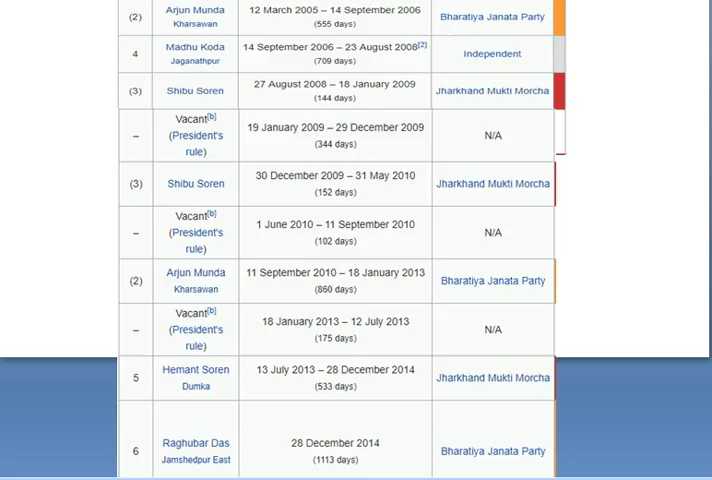 (2) Arjun Munda 12 March 2005 – 14 September 2006 Bharatiya Janata Party
Kharsawan (555 days)
4 Madhu Koda 14 September 2006 – 23 August 2008[2] Independent
Jaganathpur (709 days)
(3) Shibu Soren 27 August 2008 – 18 January 2009 Jharkhand Mukti Morcha
(144 days)
– Vacant[b] 19 January 2009 – 29 December 2009 N/A
(President's (344 days)
rule)
(3) Shibu Soren 30 December 2009 – 31 May 2010 Jharkhand Mukti Morcha
(152 days)
– Vacant[b] 1 June 2010 – 11 September 2010 N/A
(President's (102 days)
rule)
(2) Arjun Munda 11 September 2010 – 18 January 2013 Bharatiya Janata Party
Kharsawan (860 days)
– Vacant[b] 18 January 2013 – 12 July 2013 N/A
(President's (175 days)
rule)
5 Hemant Soren 13 July 2013 – 28 December 2014 Jharkhand Mukti Morcha
Dumka (533 days)
6 Raghubar Das 28 December 2014 Bharatiya Janata Party
Jamshedpur East (1113 days)